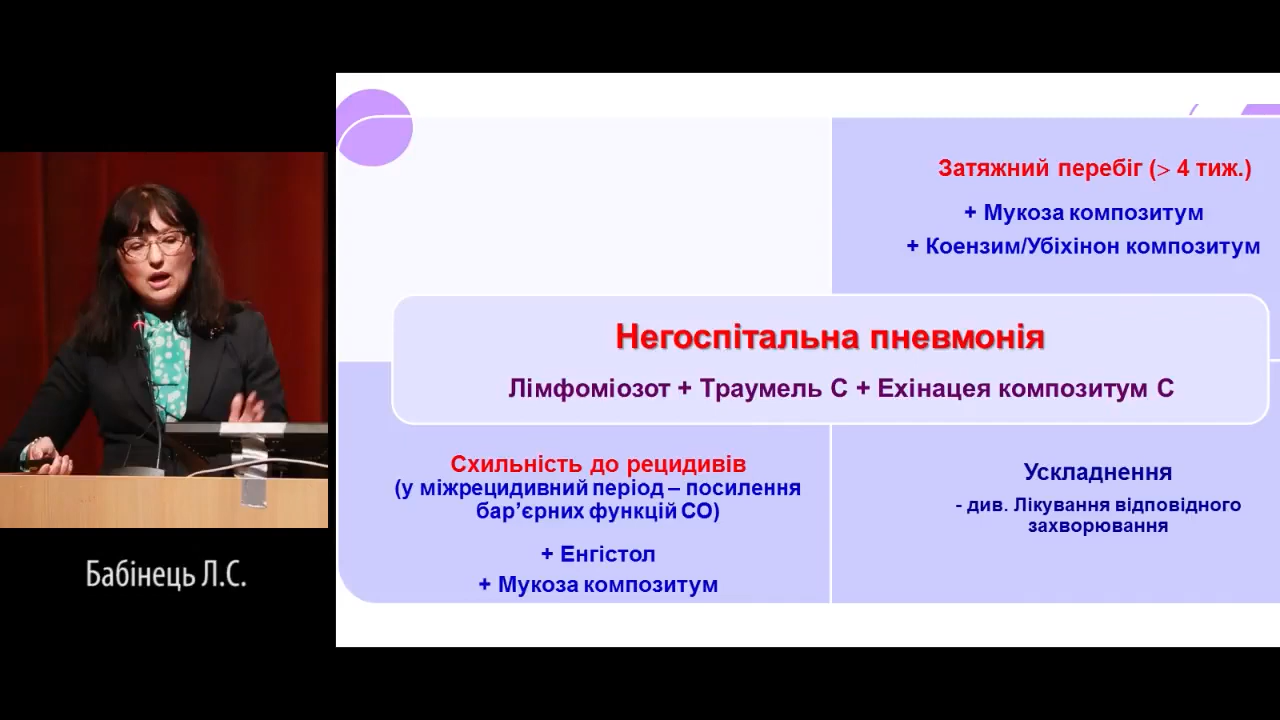 Затяжний перебіг (> 4 тиж.)
+ Мукоза композитум
+ Коензим/Убіхінон композитум
Негоспітальна пневмонія
Лімфоміозот + Траумель С + Ехінацея композитум С
Схильність до рецидивів
(у міжрецидивний період – посилення
бар’єрних функцій СО)
+ Енгістол
+ Мукоза композитум
Ускладнення
- див. Лікування відповідного
захворювання
Бабінець Л.С.